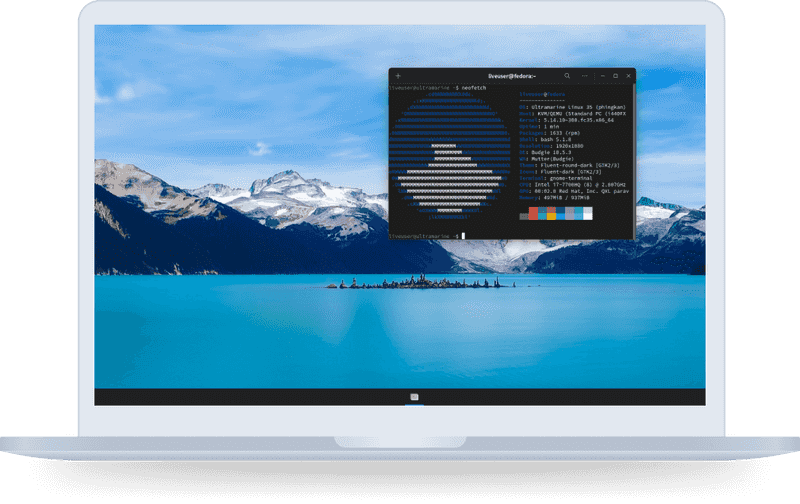 liveuser@fedora:~
liveuser@ultramarine ~$ neofetch
liveuser@fedora
---------------
OS: Ultramarine Linux 35 (phingkan)
Host: KVM/QEMU (Standard PC (i440FX
Kernel: 5.14.10-300.fc35.x86_64
Uptime: 1 min
Packages: 1833 (rpm)
Shell: bash 5.1.8
Resolution: 1920x1080
DE: Budgie 10.5.3
WM: Mutter(Budgie)
Theme: Fluent-round-dark [GTK2/3]
Icons: Fluent-dark [GTK2/3]
Terminal: gnome-terminal
CPU: Intel i7-7700HQ (8) @ 2.807GHz
GPU: 00:02.0 Red Hat, Inc. QXL parav
Memory: 497MiB / 937MiB
liveuser@ultramarine ~$